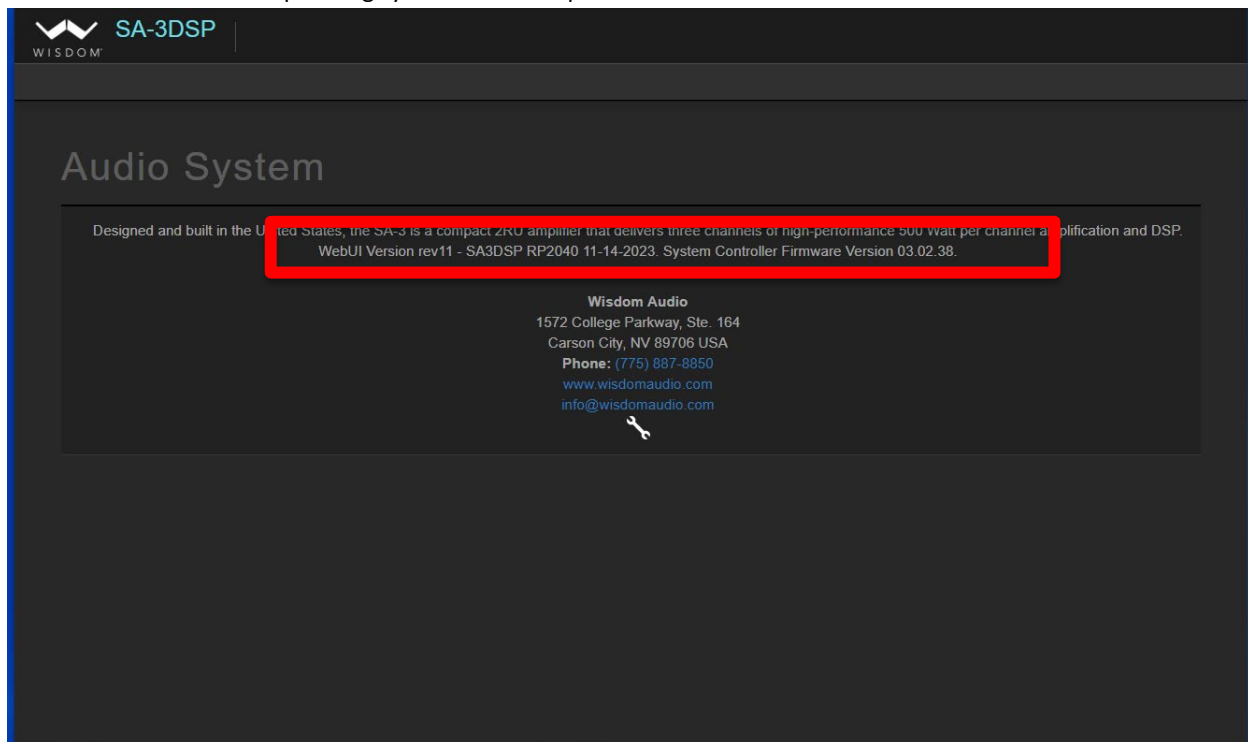 SA-3DSP
WISDOM
Audio System
Designed and built in the United States, the SA-3 is a compact 2RU amplifier that delivers three channels of high-performance 500 Watt per channel amplification and DSP.
WebUI Version rev11 - SA3DSP RP2040 11-14-2023. System Controller Firmware Version 03.02.38.
Wisdom Audio
1572 College Parkway, Ste. 164
Carson City, NV 89706 USA
Phone: (775) 887-8850
www.wisdomaudio.com
info@wisdomaudio.com